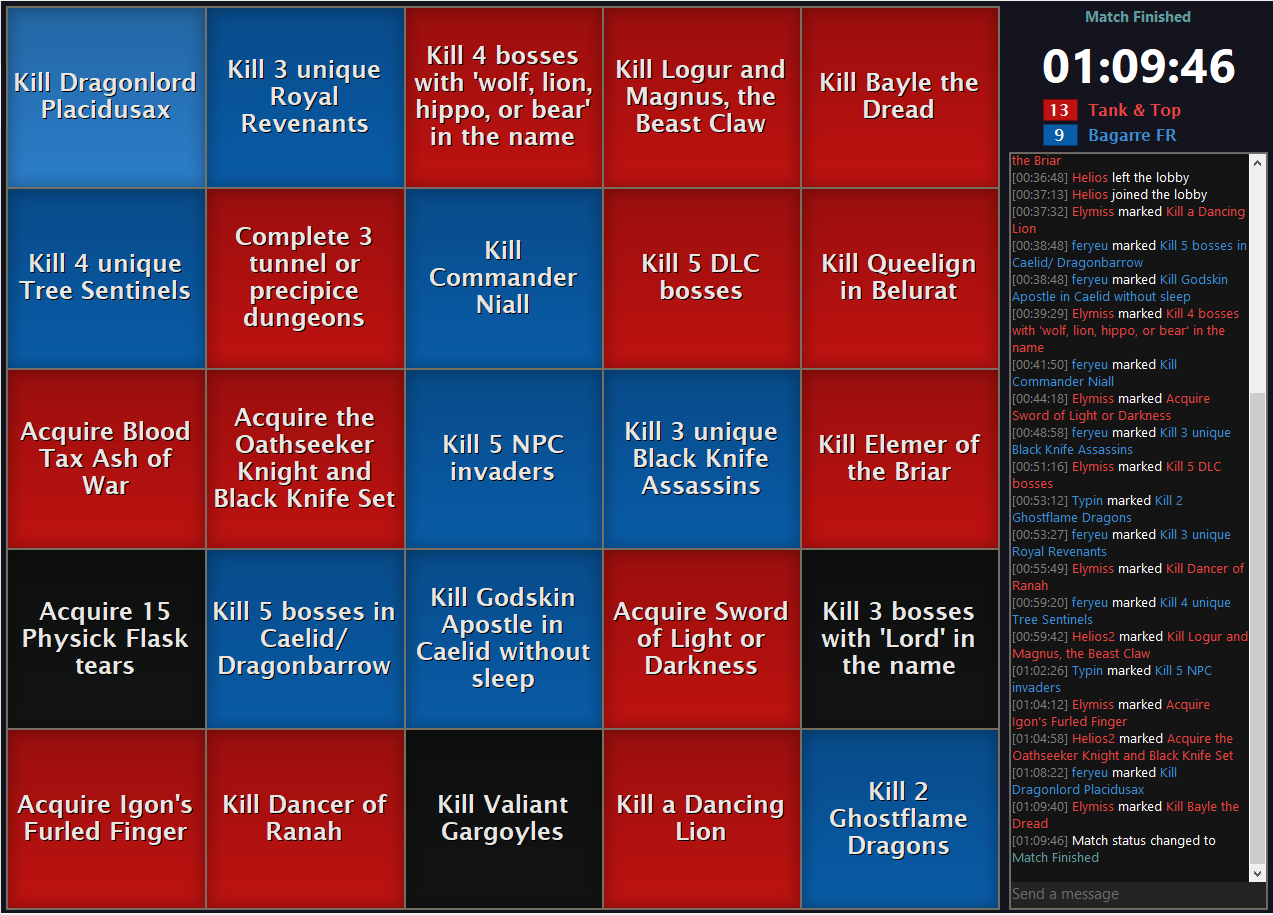 Kill Dragonlord
Placidusax
Kill 3 unique
Royal
Revenants
Kill 4 bosses
with 'wolf, lion,
hippo, or bear'
in the name
Kill Logur and
Magnus, the
Beast Claw
Kill Bayle the
Dread
Kill 4 unique
Tree Sentinels
Complete 3
tunnel or
precipice
dungeons
Kill
Commander
Niall
Kill 5 DLC
bosses
Kill Queelign
in Belurat
Acquire Blood
Tax Ash of
War
Acquire the
Oathseeker
Knight and
Black Knife Set
Kill 5 NPC
invaders
Kill 3 unique
Black Knife
Assassins
Kill Elemer of
the Briar
Acquire 15
Physick Flask
tears
Kill 5 bosses in
Caelid/
Dragonbarrow
Kill Godskin
Apostle in
Caelid without
sleep
Acquire Sword
of Light or
Darkness
Kill 3 bosses
with 'Lord' in
the name
Acquire Igon's
Furled Finger
Kill Dancer of
Ranah
Kill Valiant
Gargoyles
Kill a Dancing
Lion
Kill 2
Ghostflame
Dragons
Match Finished
01:09:46
13 Tank & Top
9 Bagarre FR
the Briar
[00:36:48] Helios left the lobby
[00:37:13] Helios joined the lobby
[00:37:32] Elymiss marked Kill a Dancing
Lion
[00:38:48] feryeu marked Kill 5 bosses in
Caelid/ Dragonbarrow
[00:38:48] feryeu marked Kill Godskin
Apostle in Caelid without sleep
[00:39:29] Elymiss marked Kill 4 bosses
with 'wolf, lion, hippo, or bear' in the
name
[00:41:50] feryeu marked Kill
Commander Niall
[00:44:18] Elymiss marked Acquire
Sword of Light or Darkness
[00:48:58] feryeu marked Kill 3 unique
Black Knife Assassins
[00:51:16] Elymiss marked Kill 5 DLC
bosses
[00:53:12] Typin marked Kill 2
Ghostflame Dragons
[00:53:27] feryeu marked Kill 3 unique
Royal Revenants
[00:55:49] Elymiss marked Kill Dancer of
Ranah
[00:59:20] feryeu marked Kill 4 unique
Tree Sentinels
[00:59:42] Helios2 marked Kill Logur and
Magnus, the Beast Claw
[01:02:26] Typin marked Kill 5 NPC
invaders
[01:04:12] Elymiss marked Acquire
Igon's Furled Finger
[01:04:58] Helios2 marked Acquire the
Oathseeker Knight and Black Knife Set
[01:08:22] feryeu marked Kill
Dragonlord Placidusax
[01:09:40] Elymiss marked Kill Bayle the
Dread
[01:09:46] Match status changed to
Match Finished
Send a message